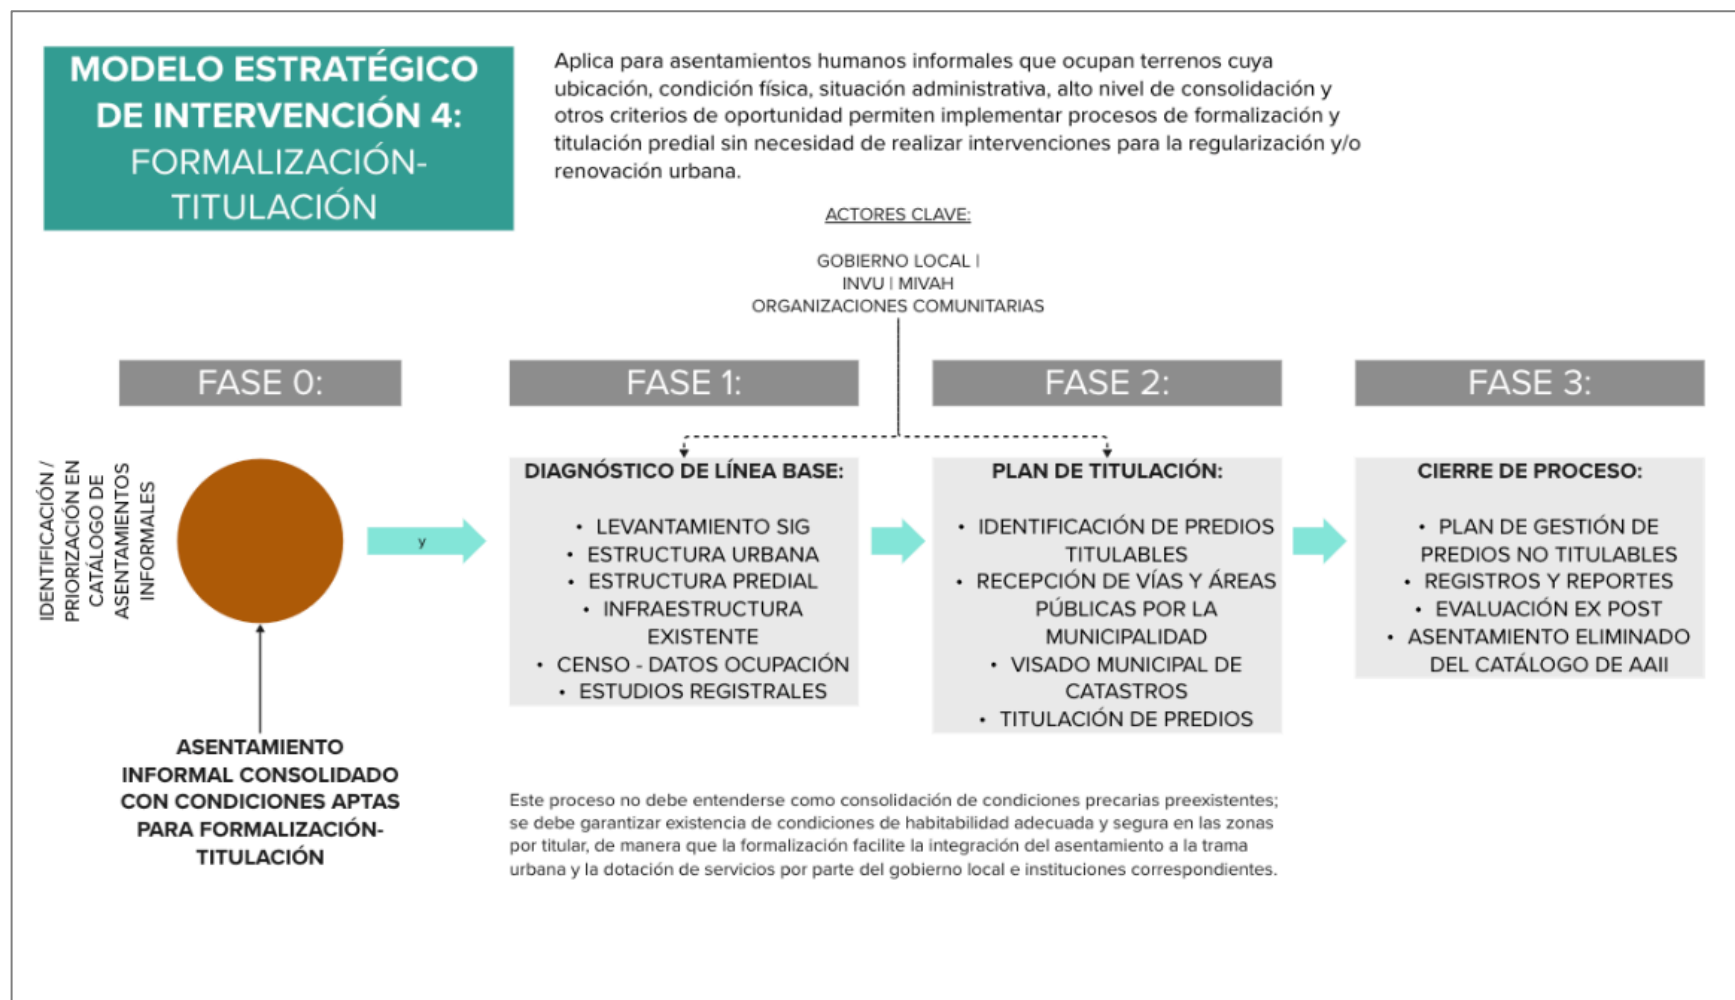 MODELO ESTRATÉGICO
DE INTERVENCIÓN 4:
FORMALIZACIÓN-
TITULACIÓN
Aplica para asentamientos humanos informales que ocupan terrenos cuya
ubicación, condición física, situación administrativa, alto nivel de consolidación y
otros criterios de oportunidad permiten implementar procesos de formalización y
titulación predial sin necesidad de realizar intervenciones para la regularización y/o
renovación urbana.
ACTORES CLAVE:
GOBIERNO LOCAL |
INVU | MIVAH
ORGANIZACIONES COMUNITARIAS
FASE 0:
IDENTIFICACIÓN /
PRIORIZACIÓN EN
CATÁLOGO DE
ASENTAMIENTOS
INFORMALES
ASENTAMIENTO
INFORMAL CONSOLIDADO
CON CONDICIONES APTAS
PARA FORMALIZACIÓN-
TITULACIÓN
y
FASE 1:
DIAGNÓSTICO DE LÍNEA BASE:
• LEVANTAMIENTO SIG
• ESTRUCTURA URBANA
• ESTRUCTURA PREDIAL
• INFRAESTRUCTURA
EXISTENTE
• CENSO - DATOS OCUPACIÓN
• ESTUDIOS REGISTRALES
FASE 2:
PLAN DE TITULACIÓN:
• IDENTIFICACIÓN DE PREDIOS
TITULABLES
• RECEPCIÓN DE VÍAS Y ÁREAS
PÚBLICAS POR LA
MUNICIPALIDAD
• VISADO MUNICIPAL DE
CATASTROS
• TITULACIÓN DE PREDIOS
FASE 3:
CIERRE DE PROCESO:
• PLAN DE GESTIÓN DE
PREDIOS NO TITULABLES
• REGISTROS Y REPORTES
• EVALUACIÓN EX POST
• ASENTAMIENTO ELIMINADO
DEL CATÁLOGO DE AAII
Este proceso no debe entenderse como consolidación de condiciones precarias preexistentes;
se debe garantizar existencia de condiciones de habitabilidad adecuada y segura en las zonas
por titular, de manera que la formalización facilite la integración del asentamiento a la trama
urbana y la dotación de servicios por parte del gobierno local e instituciones correspondientes.